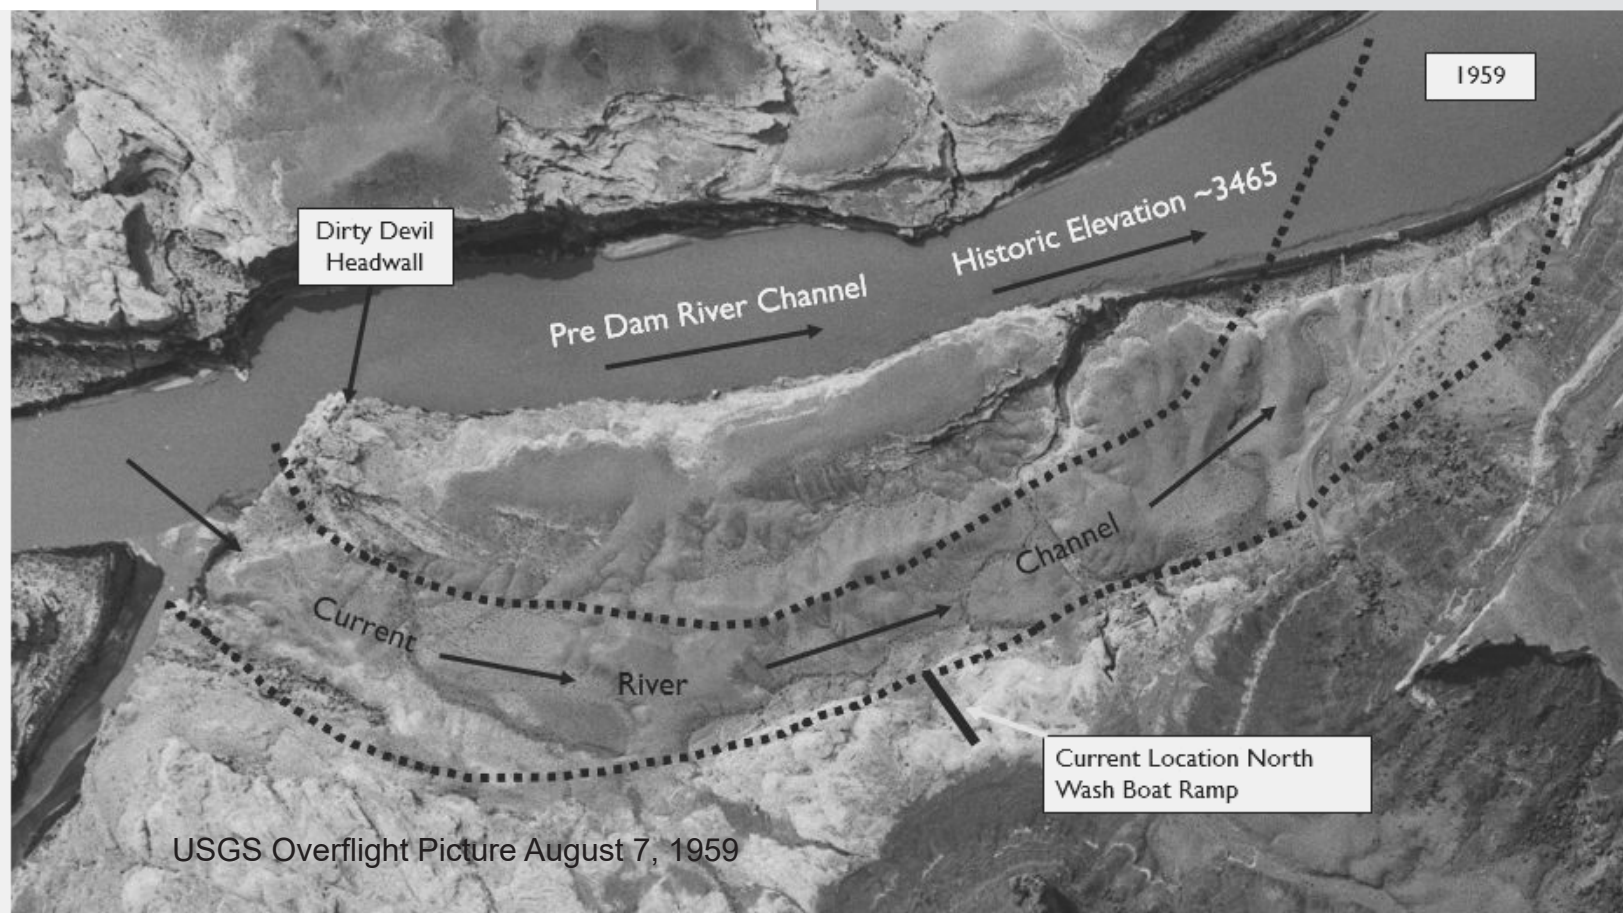 1959
Historic Elevation ~3465
Dirty Devil
Headwall
Pre Dam River Channel
Channel
Current
River
Current Location North
Wash Boat Ramp
USGS Overflight Picture August 7, 1959